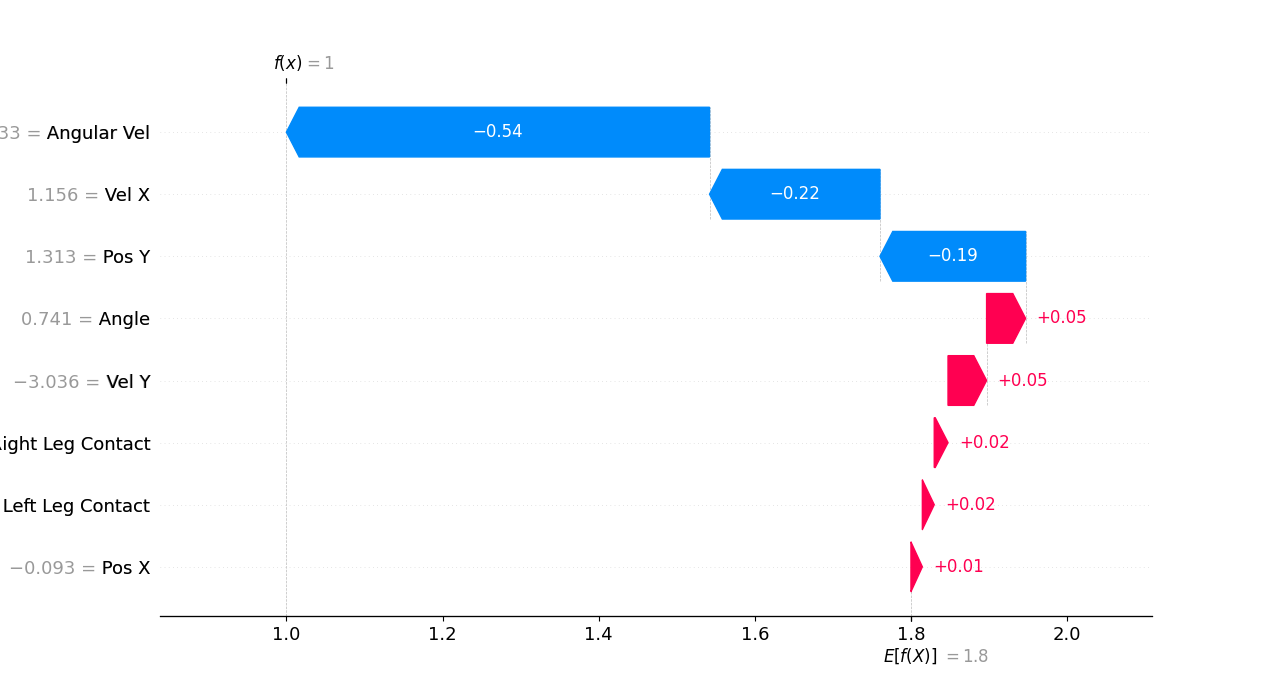 f(x) = 1
33 = Angular Vel
−0.54
1.156 = Vel X
−0.22
1.313 = Pos Y
−0.19
0.741 = Angle
+0.05
−3.036 = Vel Y
+0.05
Leg Contact
+0.02
Left Leg Contact
+0.02
−0.093 = Pos X
+0.01
1.0 1.2 1.4 1.6 1.8 2.0
E[f(X)] = 1.8